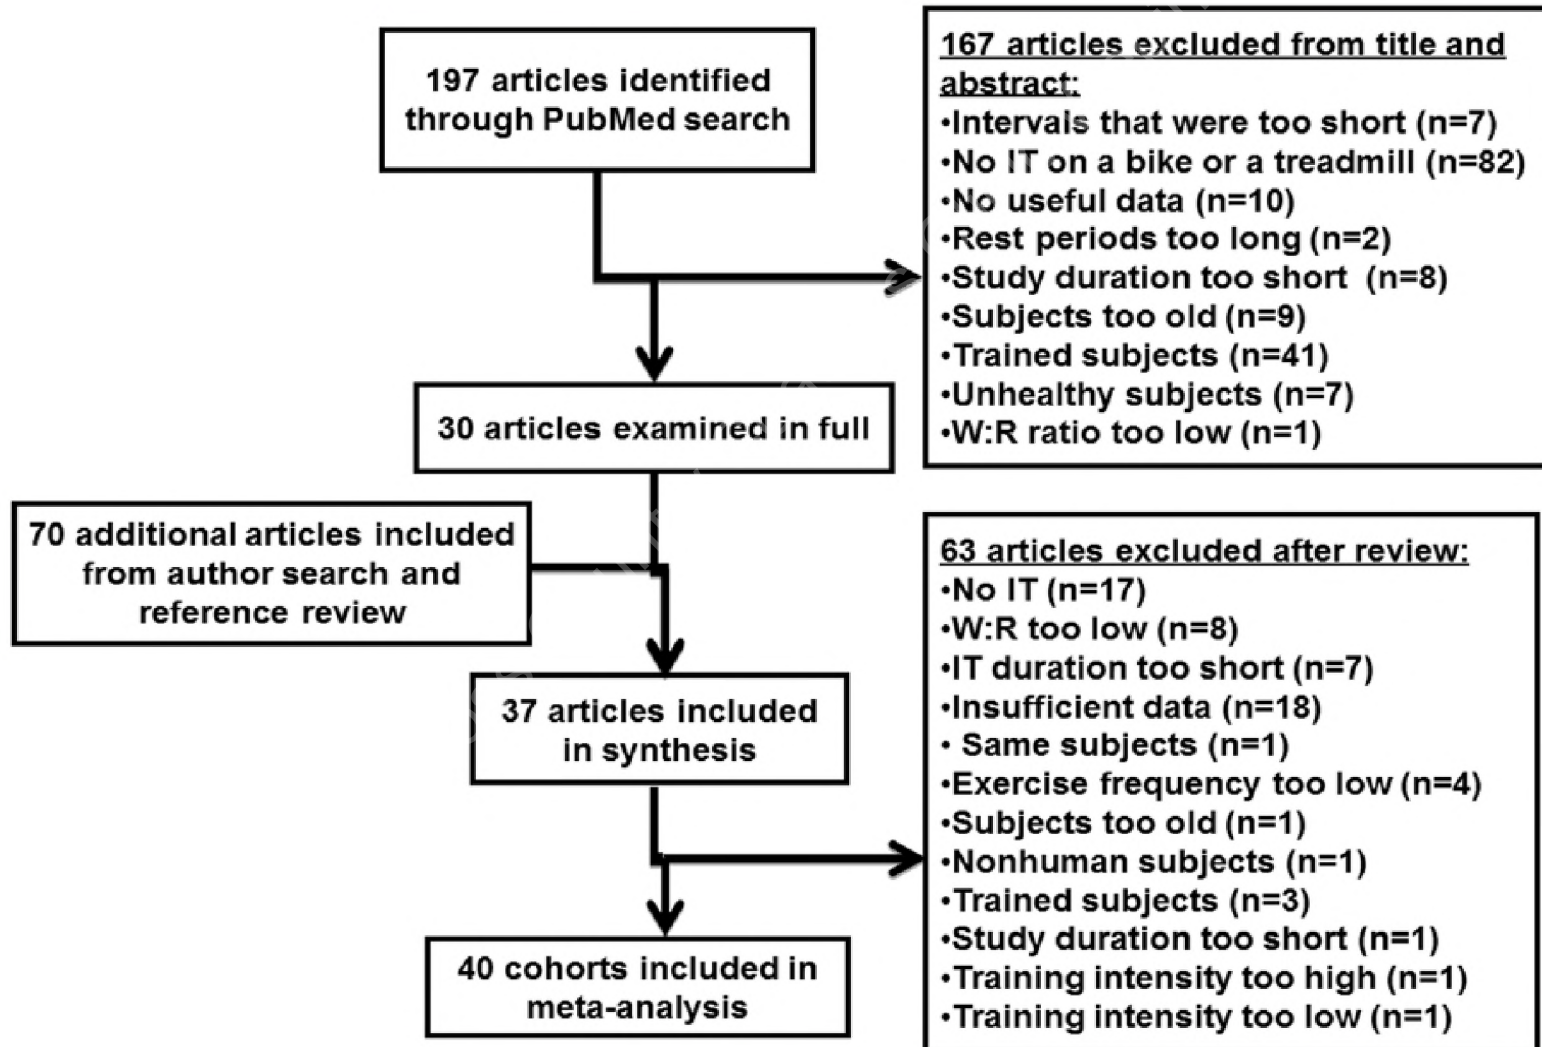 197 articles identified
through PubMed search
167 articles excluded from title and
abstract:
•Intervals that were too short (n=7)
•No IT on a bike or a treadmill (n=82)
•No useful data (n=10)
•Rest periods too long (n=2)
•Study duration too short (n=8)
•Subjects too old (n=9)
•Trained subjects (n=41)
•Unhealthy subjects (n=7)
•W:R ratio too low (n=1)
30 articles examined in full
70 additional articles included
from author search and
reference review
37 articles included
in synthesis
63 articles excluded after review:
•No IT (n=17)
•W:R too low (n=8)
•IT duration too short (n=7)
•Insufficient data (n=18)
• Same subjects (n=1)
•Exercise frequency too low (n=4)
•Subjects too old (n=1)
•Nonhuman subjects (n=1)
•Trained subjects (n=3)
•Study duration too short (n=1)
•Training intensity too high (n=1)
•Training intensity too low (n=1)
40 cohorts included in
meta-analysis